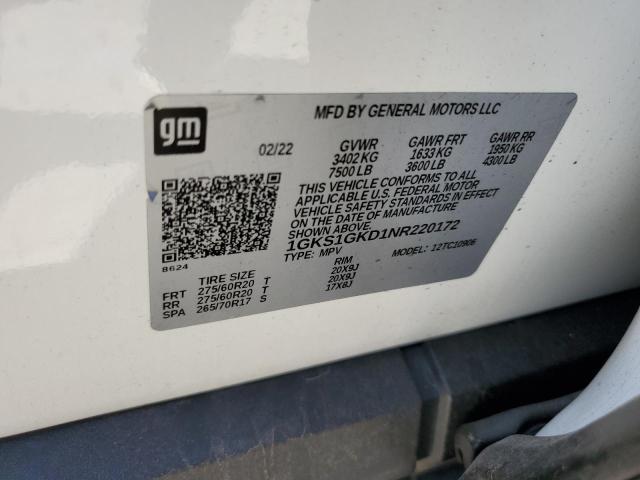 gm
MFD BY GENERAL MOTORS LLC
02/22 GVWR GAWR FRT GAWR RR
3402 KG 1633 KG 1950 KG
7500 LB 3600 LB 4300 LB
THIS VEHICLE CONFORMS TO ALL
APPLICABLE U.S. FEDERAL MOTOR
VEHICLE SAFETY STANDARDS IN EFFECT
ON THE DATE OF MANUFACTURE
SHOWN ABOVE.
1GKS1GKD1NR220172
TYPE: MPV MODEL: 12TC10906
8624
TIRE SIZE RIM
FRT 275/60R20 T 20X9J
RR 275/60R20 T 20X9J
SPA 265/70R17 S 17X8J